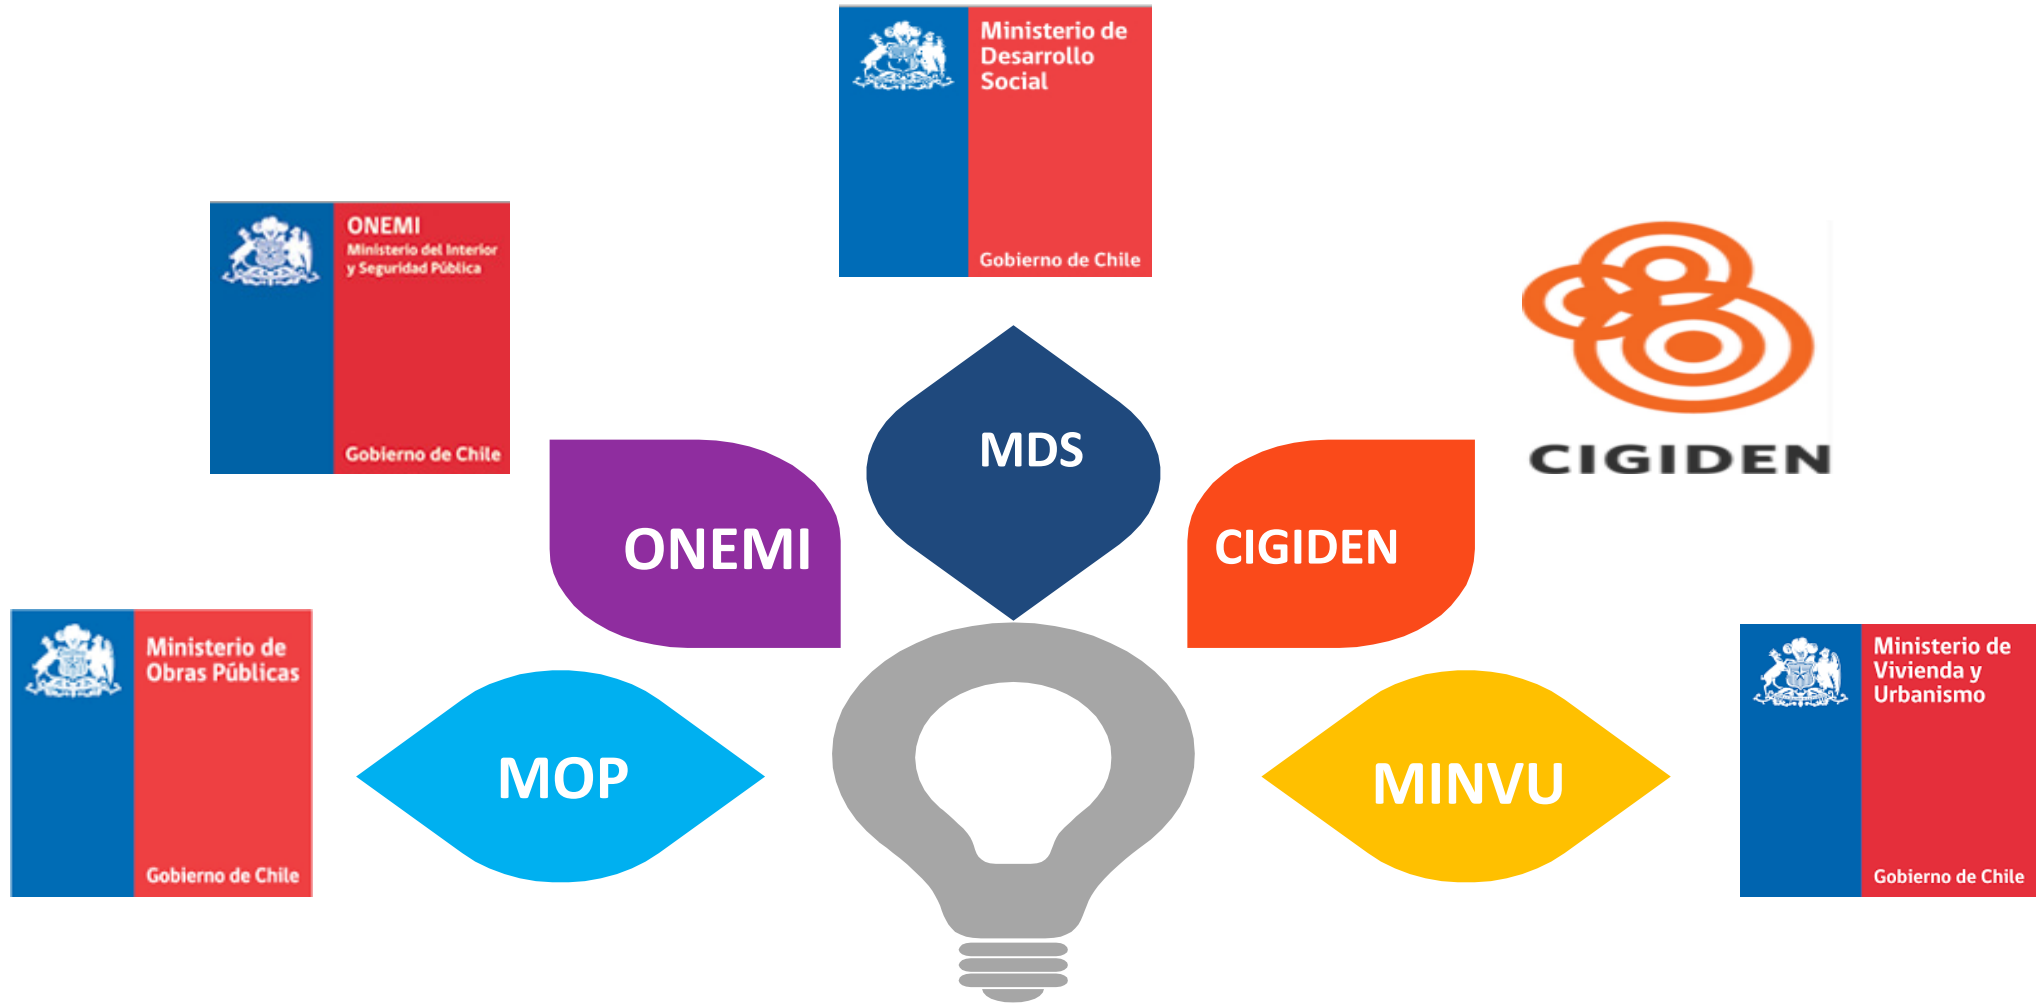 Ministerio de
Desarrollo
Social
Gobierno de Chile
ONEMI
Ministerio del Interior
y Seguridad Pública
Gobierno de Chile
CIGIDEN
MDS
ONEMI
CIGIDEN
Ministerio de
Obras Públicas
Gobierno de Chile
MOP
MINVU
Ministerio de
Vivienda y
Urbanismo
Gobierno de Chile